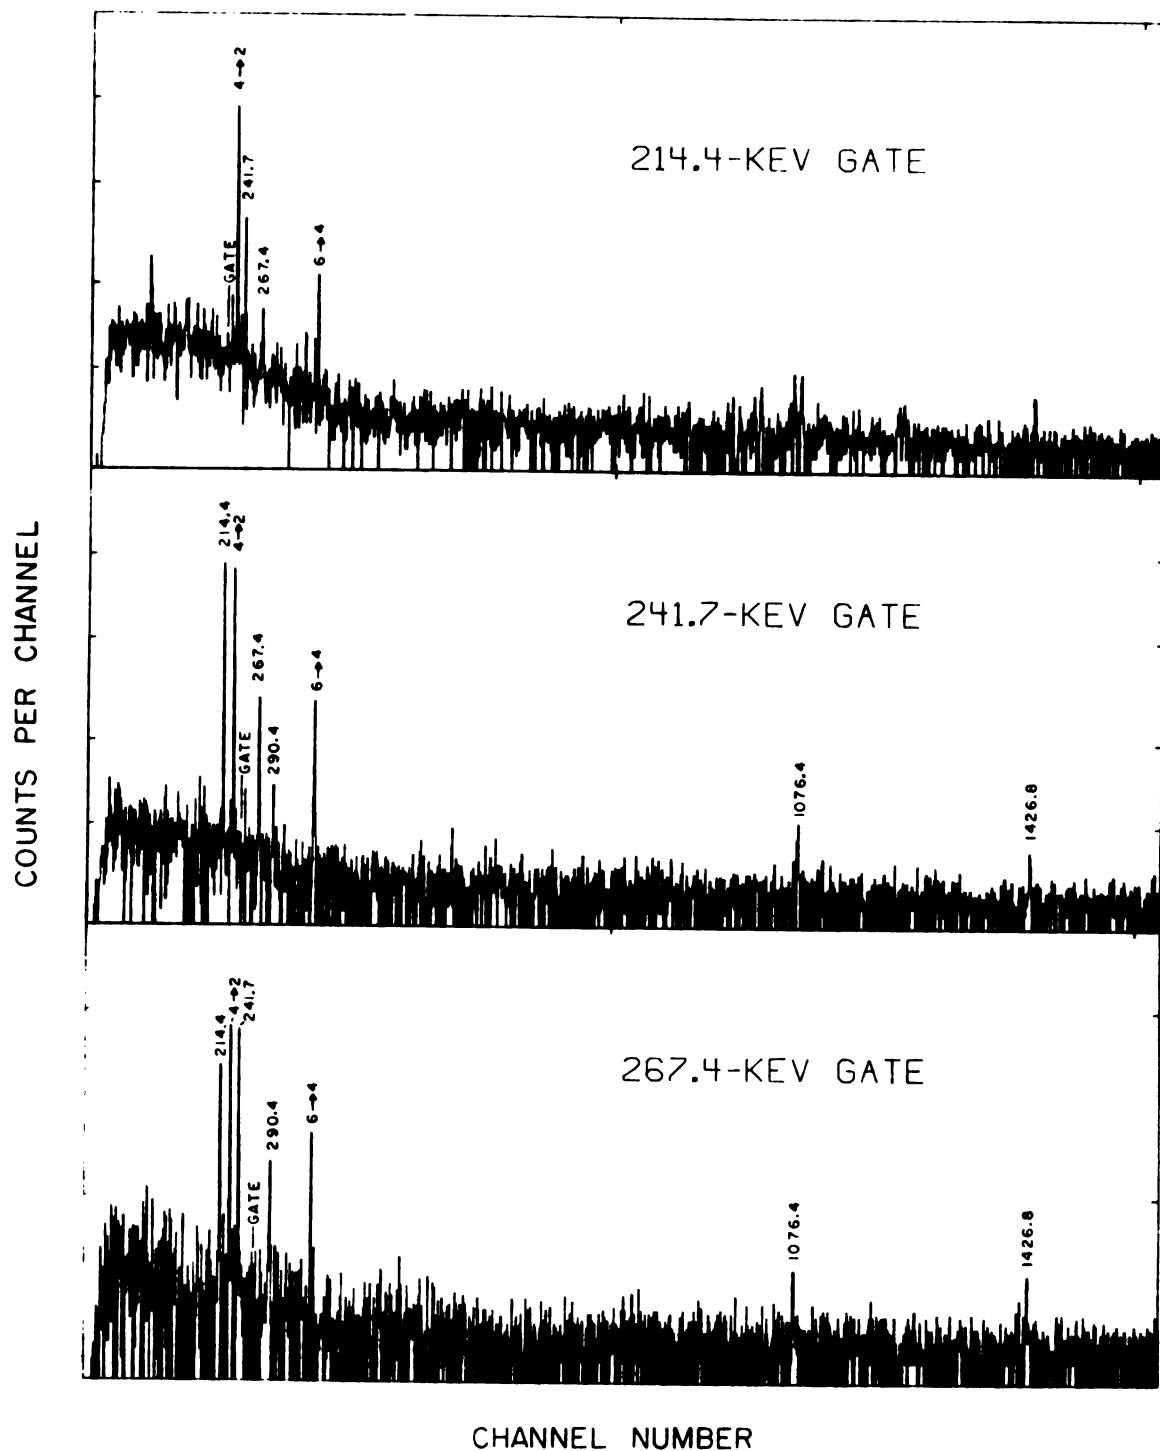 4→2
241.7
GATE
267.4
6→4
214.4-KEV GATE
214.4
4→2
GATE
267.4
290.4
6→4
241.7-KEV GATE
1076.4
1426.8
214.4
4→2
241.7
GATE
290.4
6→4
267.4-KEV GATE
1076.4
1426.8
COUNTS PER CHANNEL
CHANNEL NUMBER